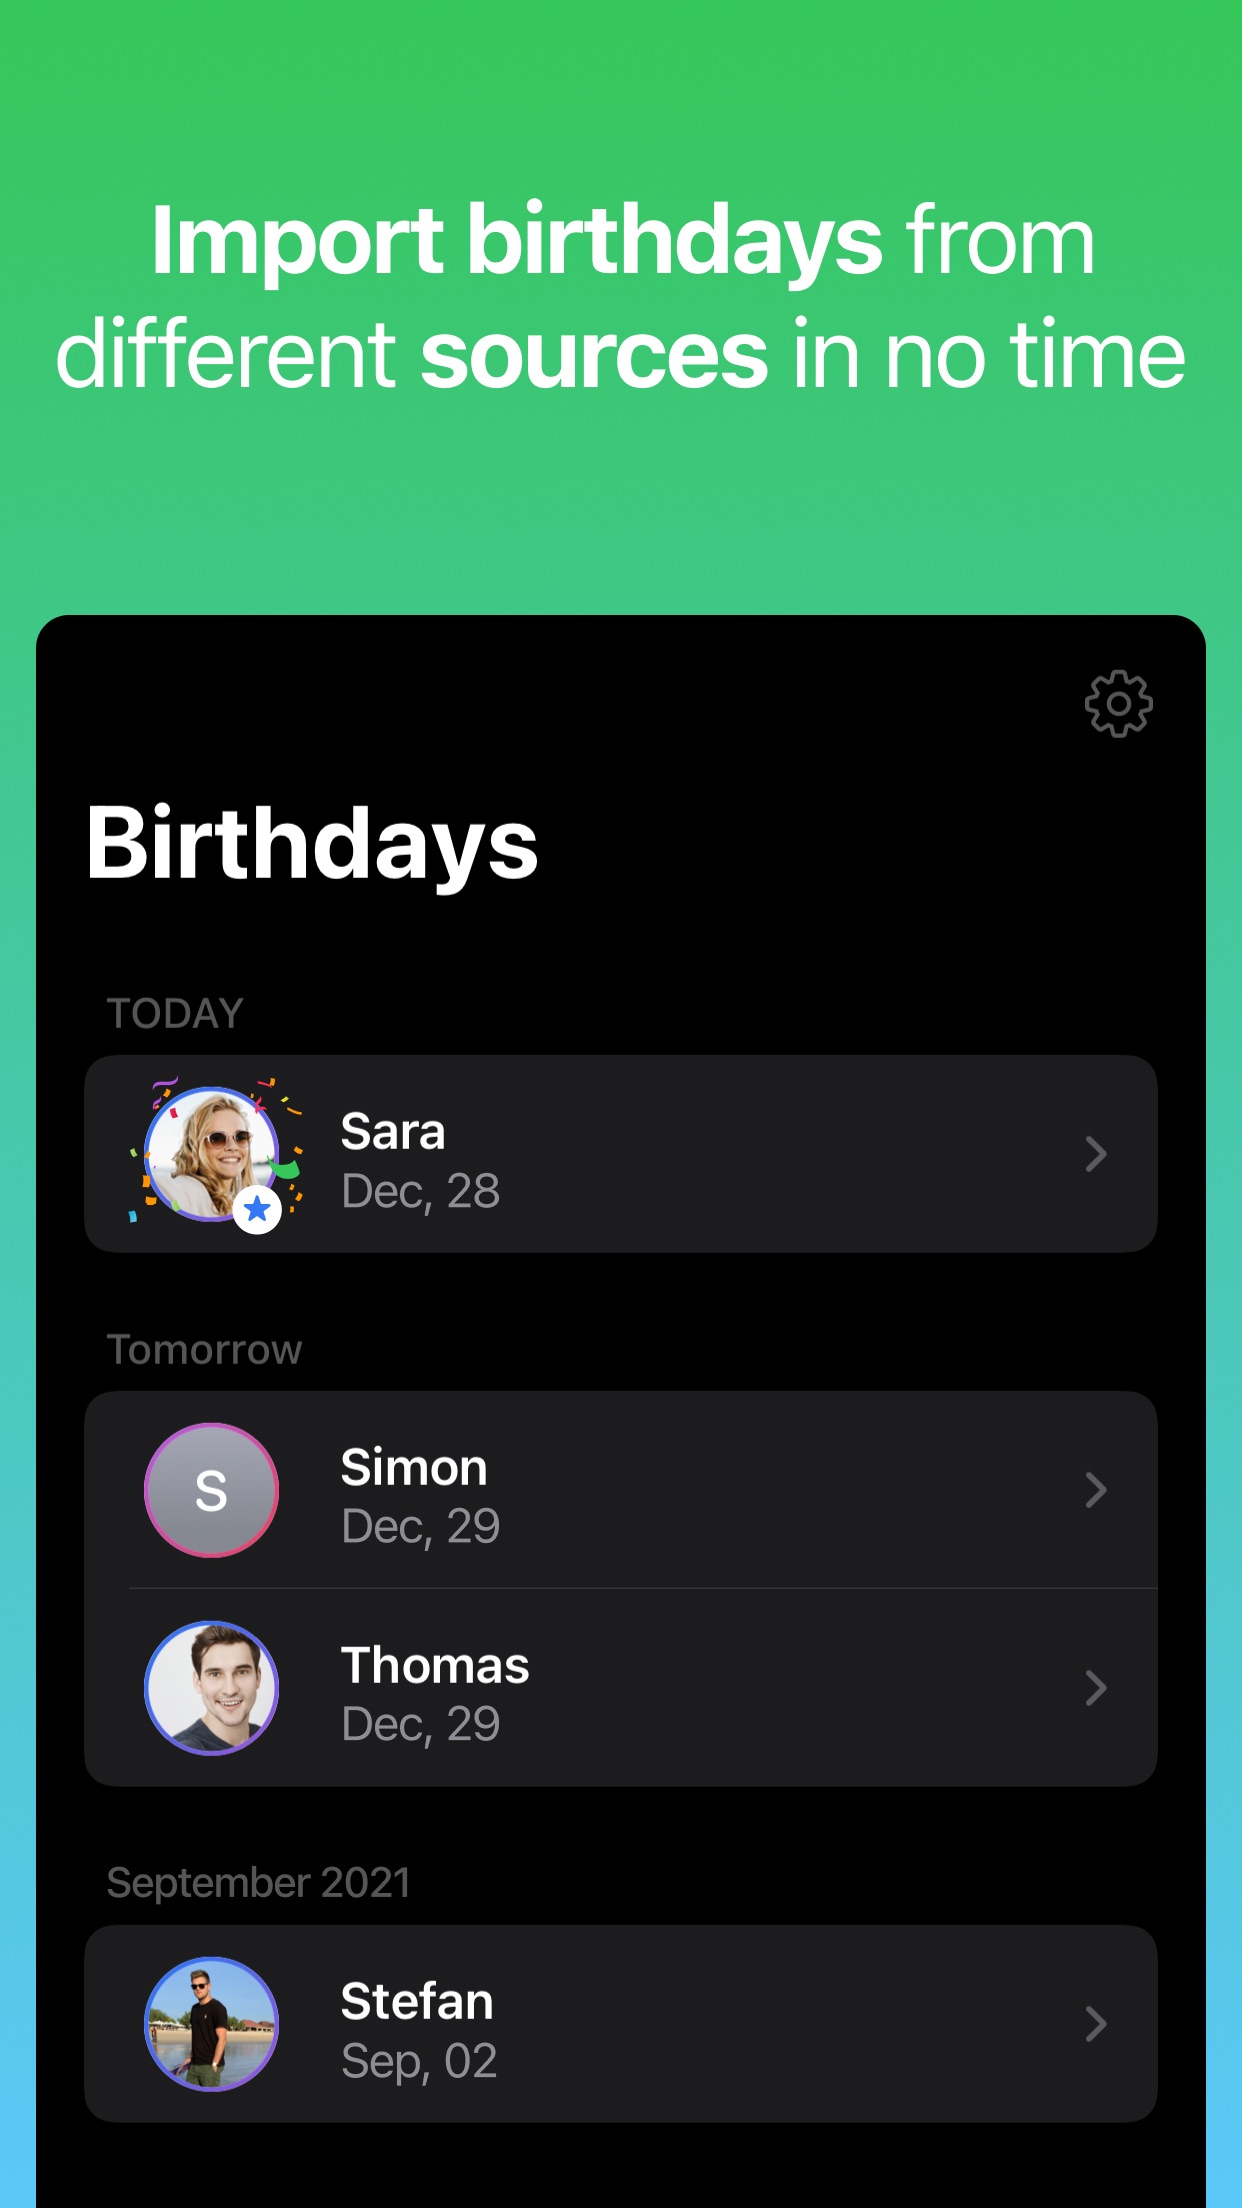 Import birthdays from
different sources in no time
Birthdays
TODAY
Sara
Dec, 28
Tomorrow
S
Simon
Dec, 29
Thomas
Dec, 29
September 2021
Stefan
Sep, 02